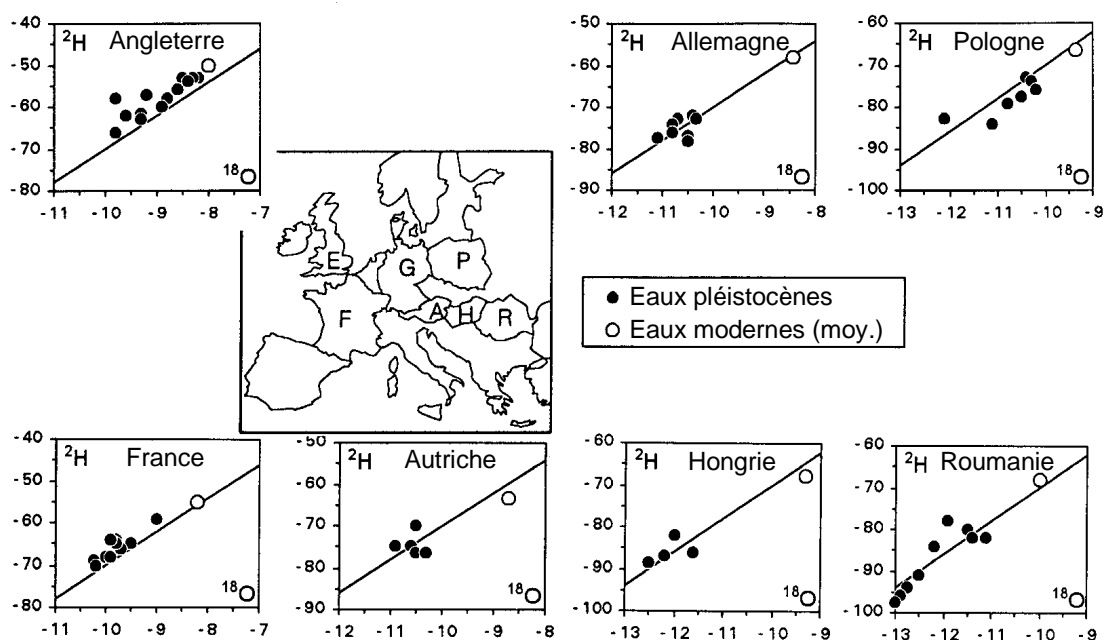 -40
-50
-60
-70
-80
²H Angleterre
¹⁸O
-11 -10 -9 -8 -7
-50
-60
-70
-80
-90
²H Allemagne
¹⁸O
-12 -11 -10 -9 -8
-60
-70
-80
-90
-100
²H Pologne
¹⁸O
-13 -12 -11 -10 -9
E
G
P
F
A
H
R
● Eaux pléistocènes
○ Eaux modernes (moy.)
-40
-50
-60
-70
-80
²H France
¹⁸O
-11 -10 -9 -8 -7
-50
-60
-70
-80
-90
²H Autriche
¹⁸O
-12 -11 -10 -9 -8
-60
-70
-80
-90
-100
²H Hongrie
¹⁸O
-13 -12 -11 -10 -9
-60
-70
-80
-90
-100
²H Roumanie
¹⁸O
-13 -12 -11 -10 -9